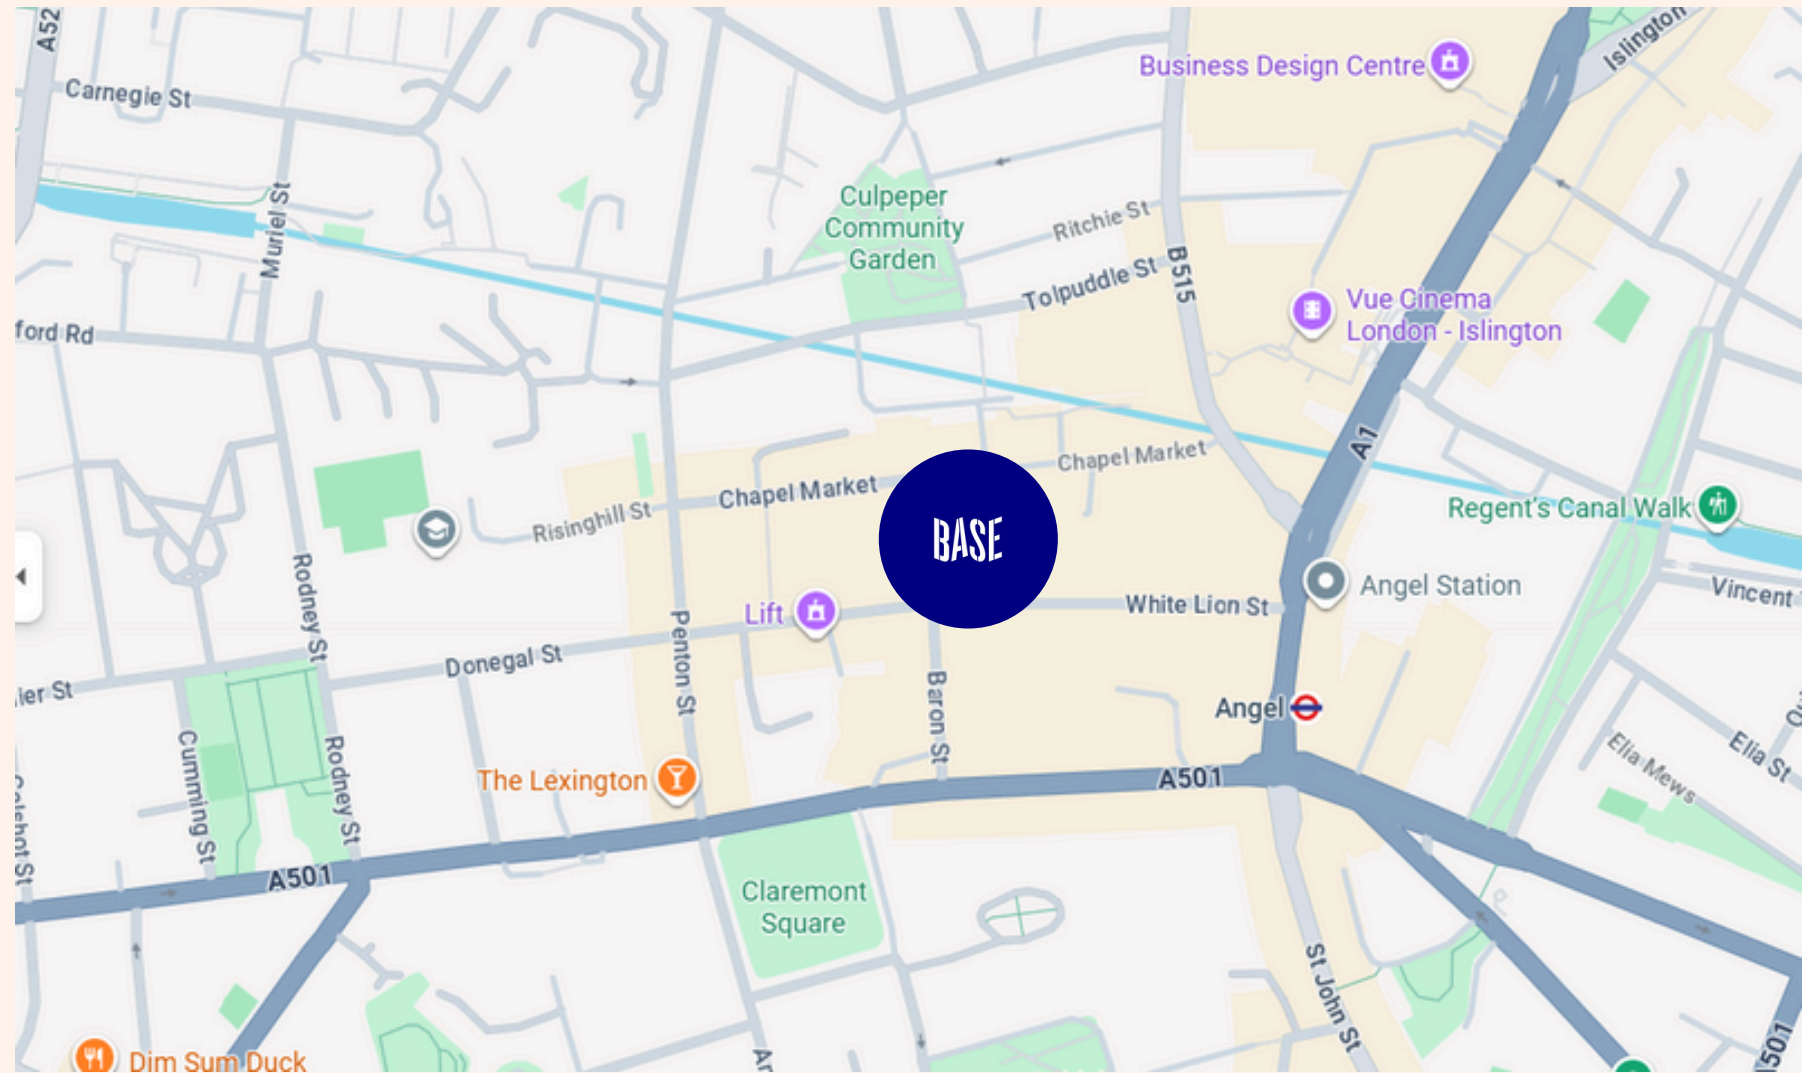 A52
Islington
Business Design Centre
Carnegie St
Culpeper
Community
Garden
Muriel St
Ritchie St
Tolpuddle St
B515
ford Rd
Vue Cinema
London - Islington
A1
Chapel Market
Chapel Market
Risinghill St
Regent's Canal Walk
BASE
Rodney St
Angel Station
Vincent
White Lion St
Lift
Penton St
Donegal St
ier St
Baron St
Angel
Cumming St
Rodney St
The Lexington
A501
Elia St
Elia Mews
A501
Claremont
Square
St John St
Dim Sum Duck
501